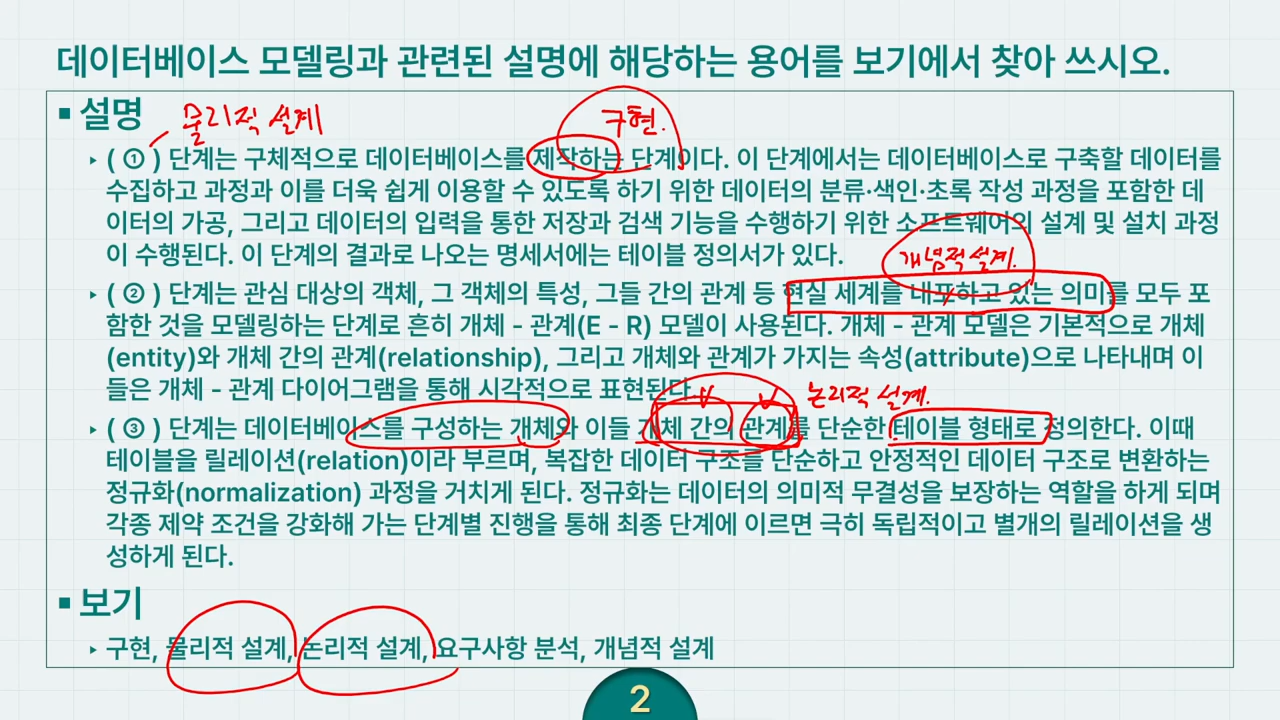 데이터베이스 모델링과 관련된 설명에 해당하는 용어를 보기에서 찾아 쓰시오.
▪ 설명
물리적 설계
구현.
▸ ( ① ) 단계는 구체적으로 데이터베이스를 제작하는 단계이다. 이 단계에서는 데이터베이스로 구축할 데이터를
수집하고 과정과 이를 더욱 쉽게 이용할 수 있도록 하기 위한 데이터의 분류·색인·초록 작성 과정을 포함한 데
이터의 가공, 그리고 데이터의 입력을 통한 저장과 검색 기능을 수행하기 위한 소프트웨어의 설계 및 설치 과정
이 수행된다. 이 단계의 결과로 나오는 명세서에는 테이블 정의서가 있다.
개념적 설계.
▸ ( ② ) 단계는 관심 대상의 객체, 그 객체의 특성, 그들 간의 관계 등 현실 세계를 내포하고 있는 의미를 모두 포
함한 것을 모델링하는 단계로 흔히 개체 - 관계(E - R) 모델이 사용된다. 개체 - 관계 모델은 기본적으로 개체
(entity)와 개체 간의 관계(relationship), 그리고 개체와 관계가 가지는 속성(attribute)으로 나타내며 이
들은 개체 - 관계 다이어그램을 통해 시각적으로 표현된다.
논리적 설계.
▸ ( ③ ) 단계는 데이터베이스를 구성하는 개체와 이들 개체 간의 관계를 단순한 테이블 형태로 정의한다. 이때
테이블을 릴레이션(relation)이라 부르며, 복잡한 데이터 구조를 단순하고 안정적인 데이터 구조로 변환하는
정규화(normalization) 과정을 거치게 된다. 정규화는 데이터의 의미적 무결성을 보장하는 역할을 하게 되며
각종 제약 조건을 강화해 가는 단계별 진행을 통해 최종 단계에 이르면 극히 독립적이고 별개의 릴레이션을 생
성하게 된다.
▪ 보기
▸ 구현, 물리적 설계, 논리적 설계, 요구사항 분석, 개념적 설계
2